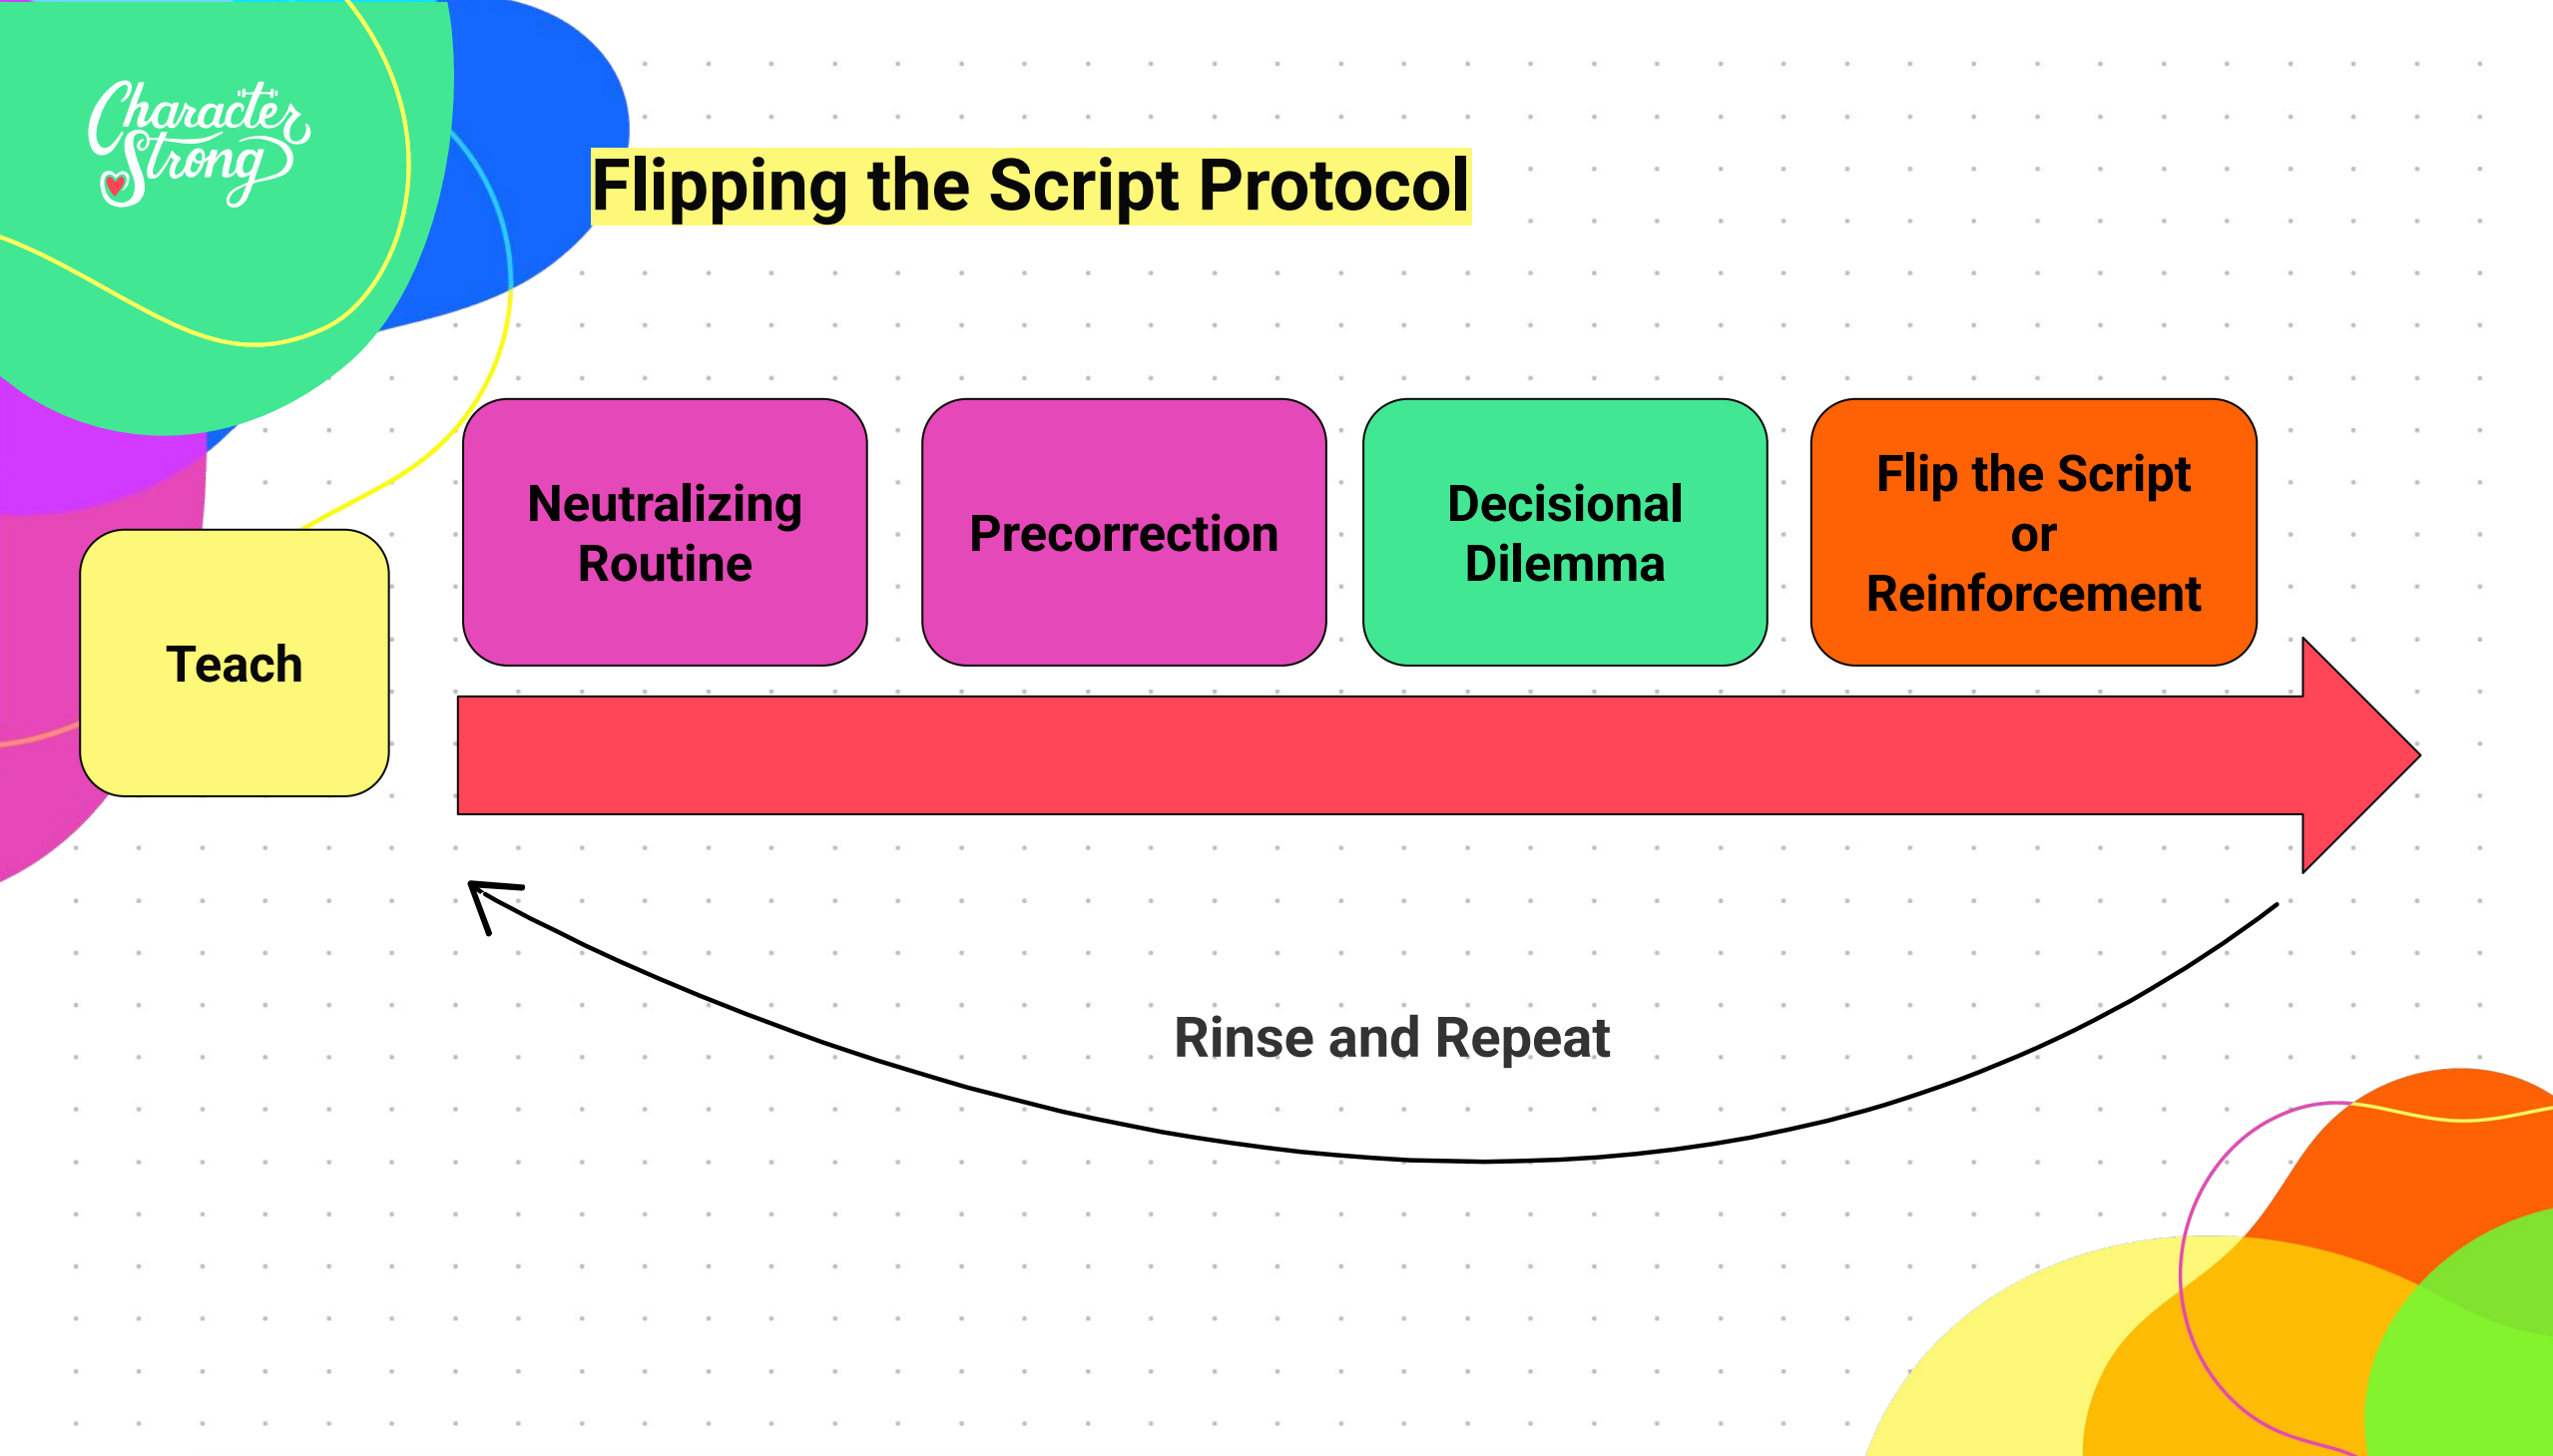 Character
Strong
Flipping the Script Protocol
Teach
Neutralizing
Routine
Precorrection
Decisional
Dilemma
Flip the Script
or
Reinforcement
Rinse and Repeat